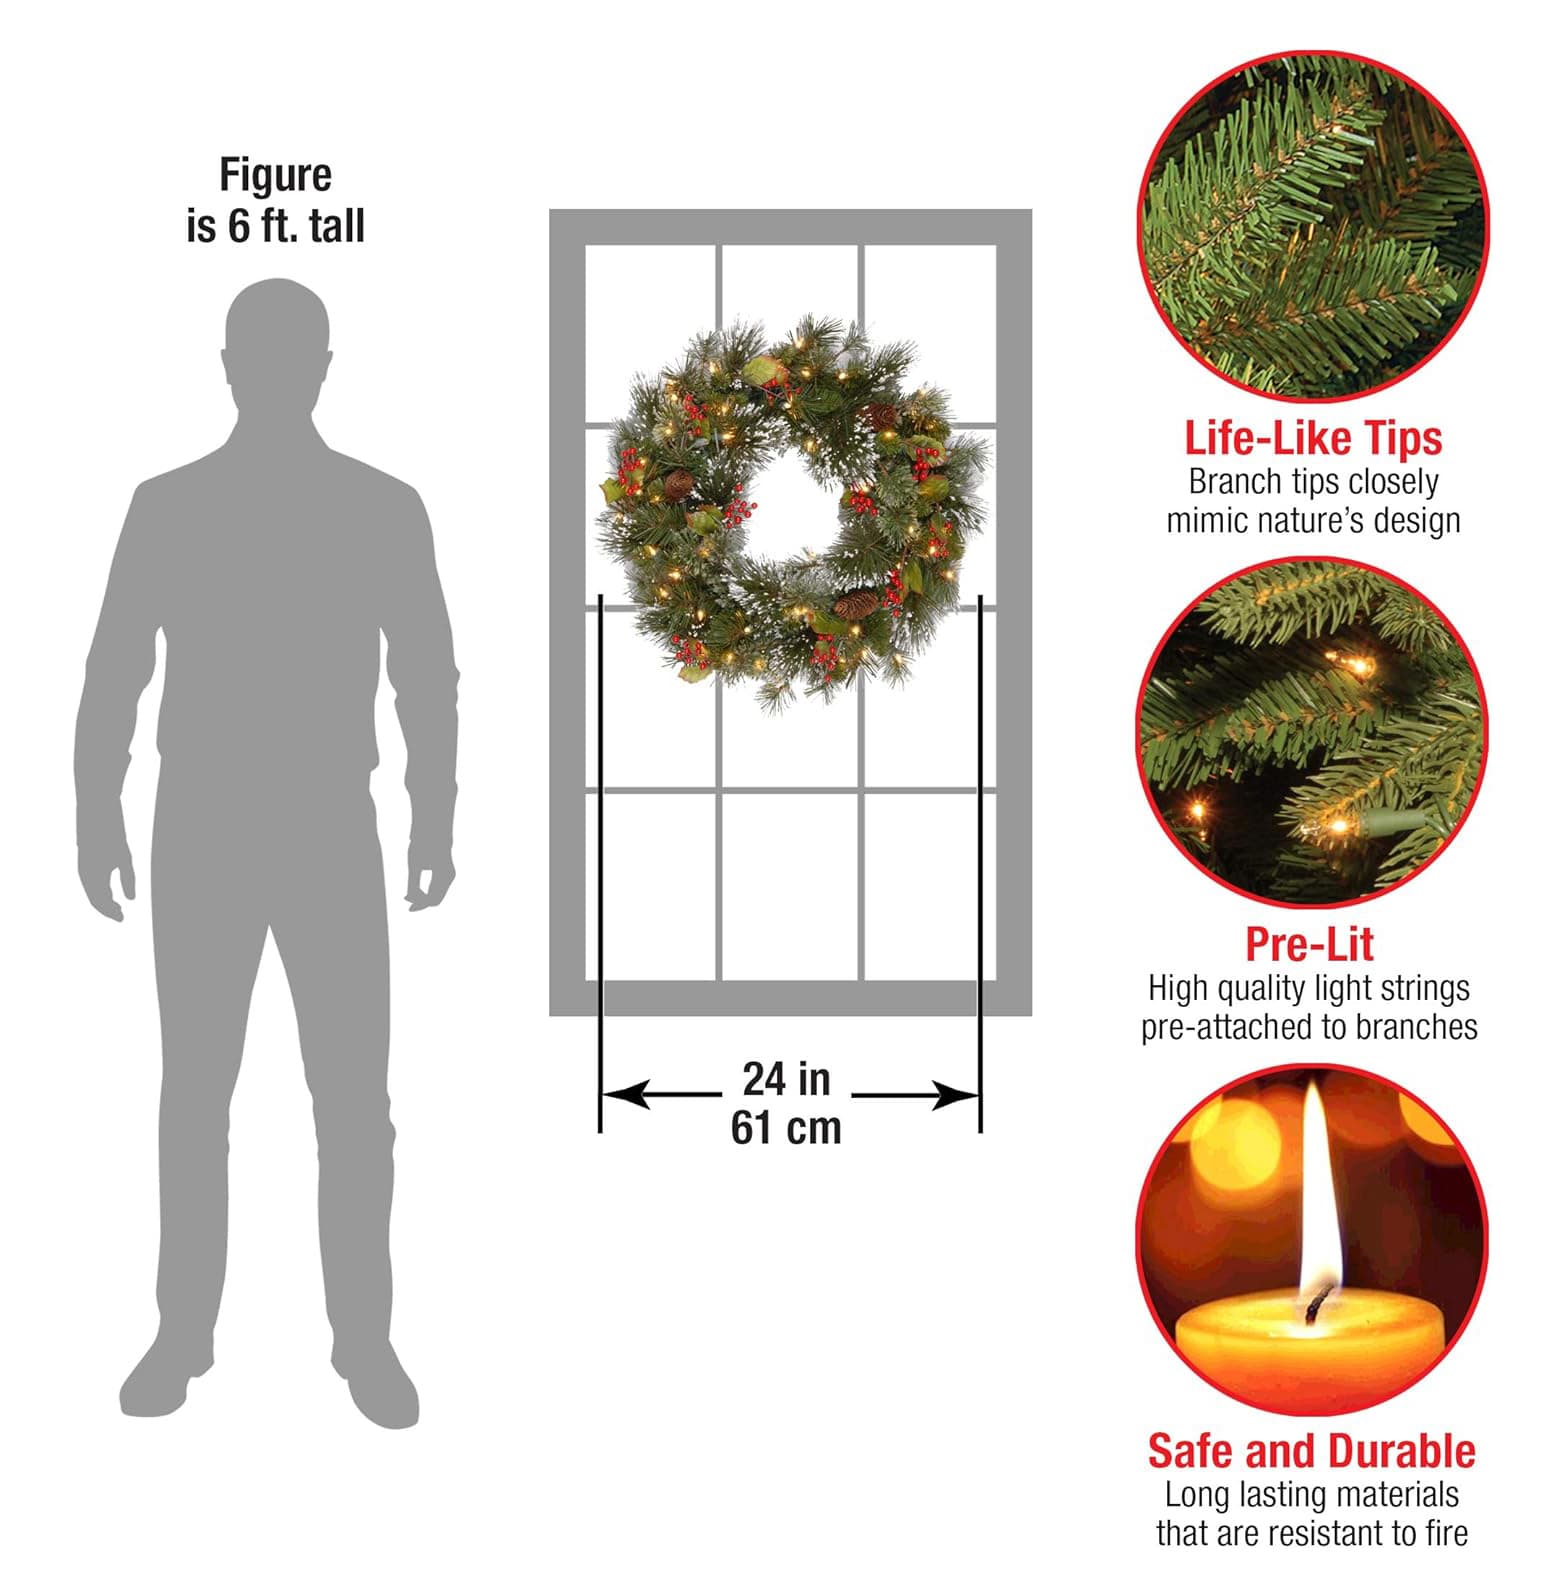 Figure
is 6 ft. tall
24 in
61 cm
Life-Like Tips
Branch tips closely
mimic nature's design
Pre-Lit
High quality light strings
pre-attached to branches
Safe and Durable
Long lasting materials
that are resistant to fire